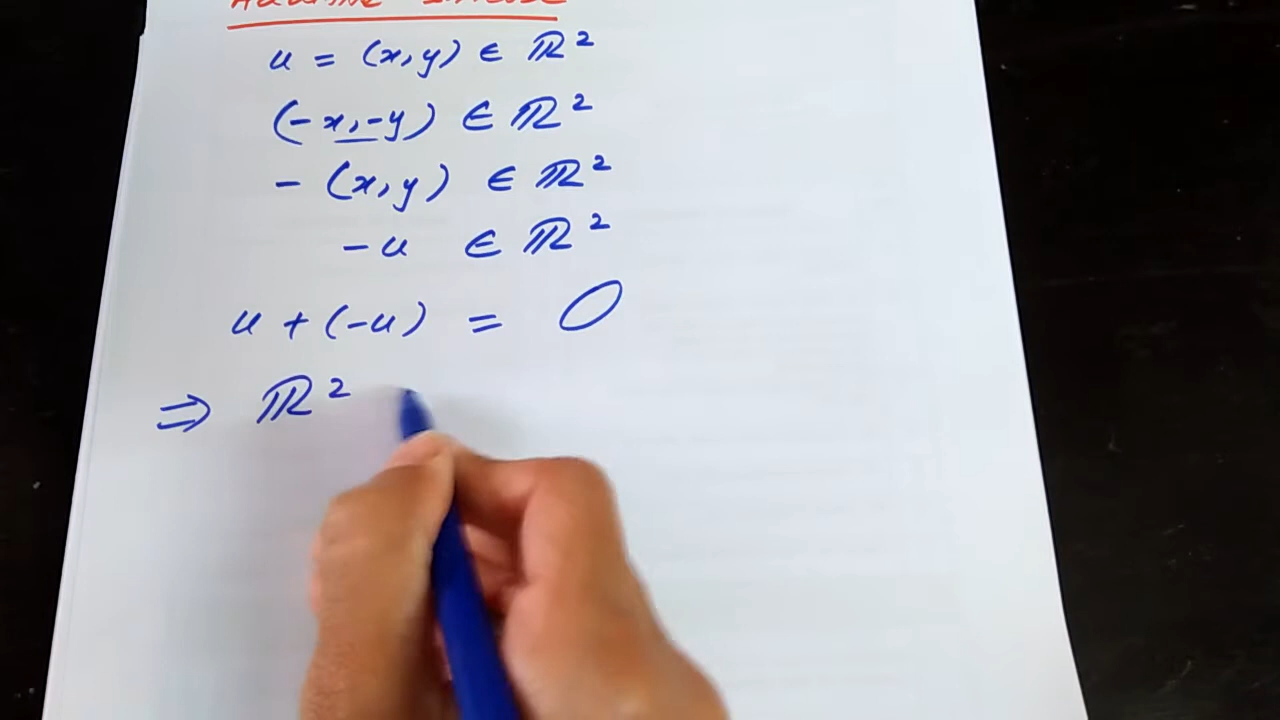 u = (x, y) ∈ ℝ²
(-x, -y) ∈ ℝ²
- (x, y) ∈ ℝ²
-u ∈ ℝ²
u + (-u) = 0
⇒ ℝ²